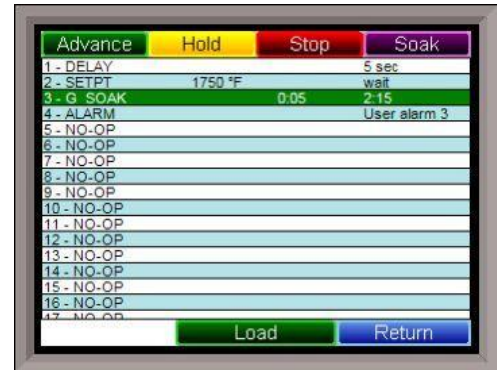 Advance Hold Stop Soak
1 - DELAY 5 sec
2 - SETPT 1750 °F wait
3 - G SOAK 0:05 2:15
4 - ALARM User alarm 3
5 - NO-OP
6 - NO-OP
7 - NO-OP
8 - NO-OP
9 - NO-OP
10 - NO-OP
11 - NO-OP
12 - NO-OP
13 - NO-OP
14 - NO-OP
15 - NO-OP
16 - NO-OP
17 - NO-OP
Load Return